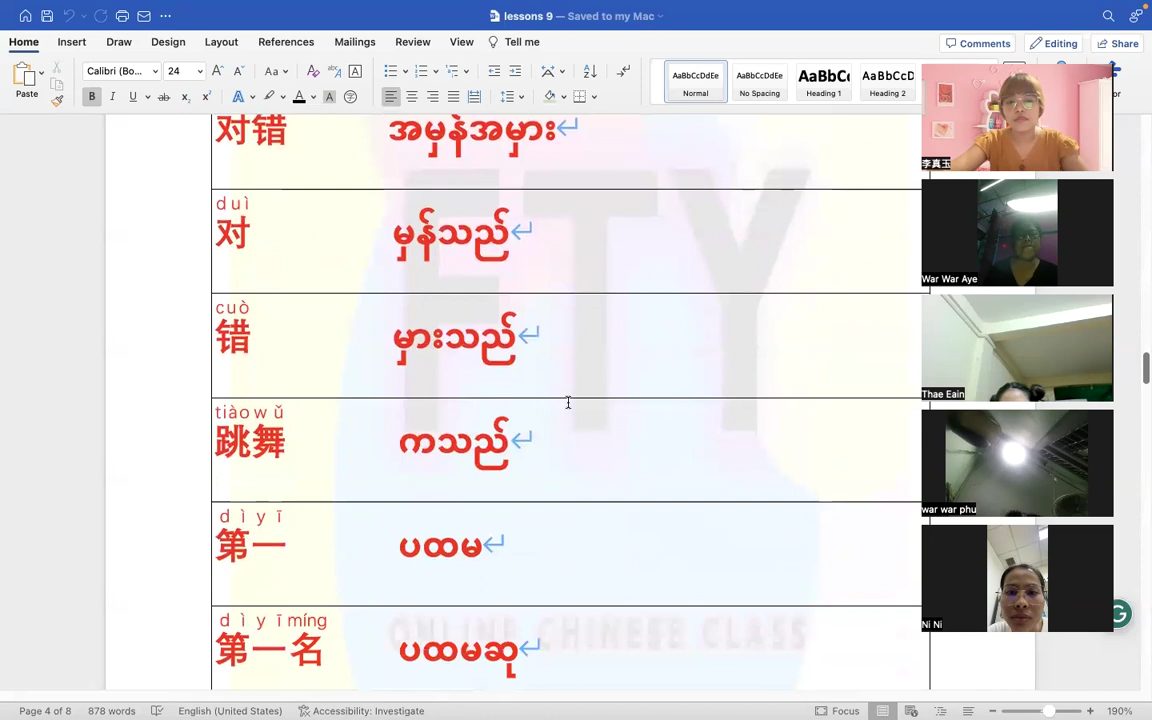 lessons 9 — Saved to my Mac
Home Insert Draw Design Layout References Mailings Review View Tell me
Comments Editing Share
Paste
Calibri (Bo... 24
Normal No Spacing Heading 1 Heading 2
AaBbCcDdEe AaBbCcDdEe AaBbCc AaBbCcD
对错 အမှန်အမှား
duì
对 မှန်သည်
cuò
错 မှားသည်
tiào wǔ
跳舞 ကသည်
dì yī
第一 ပထမ
dì yī míng
第一名 ပထမဆု
FTY
ONLINE CHINESE CLASS
李真玉
War War Aye
Thae Eain
war war phu
Ni Ni
Page 4 of 8 878 words English (United States) Accessibility: Investigate Focus 190%